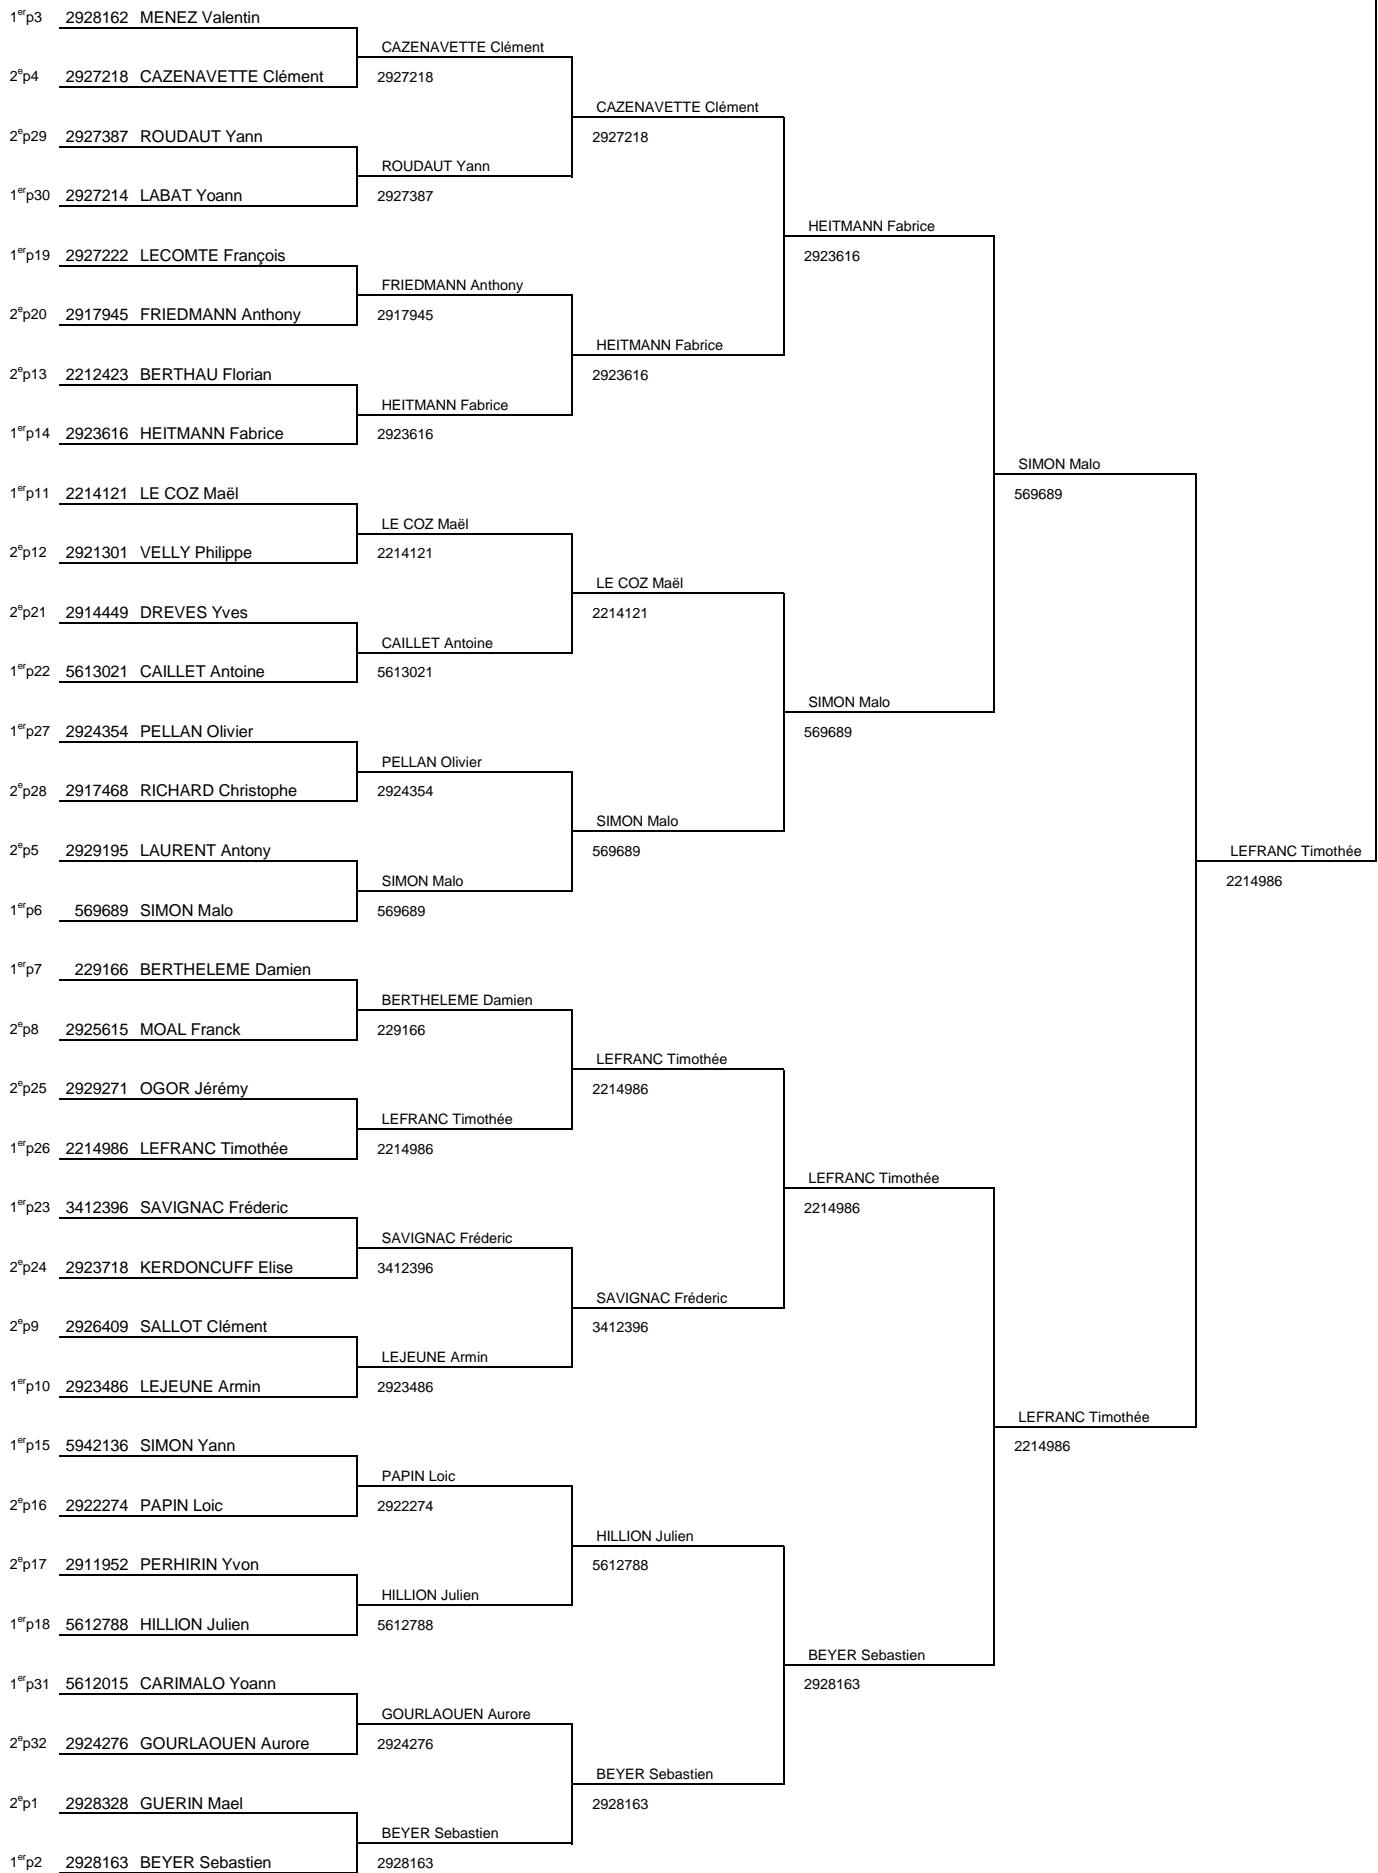 1erp3 2928162 MENEZ Valentin
CAZENAVETTE Clément
2ep4 2927218 CAZENAVETTE Clément 2927218
CAZENAVETTE Clément
2ep29 2927387 ROUDAUT Yann 2927218
ROUDAUT Yann
1erp30 2927214 LABAT Yoann 2927387
HEITMANN Fabrice
1erp19 2927222 LECOMTE François 2923616
FRIEDMANN Anthony
2ep20 2917945 FRIEDMANN Anthony 2917945
HEITMANN Fabrice
2ep13 2212423 BERTHAU Florian 2923616
HEITMANN Fabrice
1erp14 2923616 HEITMANN Fabrice 2923616
SIMON Malo
1erp11 2214121 LE COZ Maël 569689
LE COZ Maël
2ep12 2921301 VELLY Philippe 2214121
LE COZ Maël
2ep21 2914449 DREVES Yves 2214121
CAILLET Antoine
1erp22 5613021 CAILLET Antoine 5613021
SIMON Malo
1erp27 2924354 PELLAN Olivier 569689
PELLAN Olivier
2ep28 2917468 RICHARD Christophe 2924354
SIMON Malo
2ep5 2929195 LAURENT Antony 569689 LEFRANC Timothée
SIMON Malo 2214986
1erp6 569689 SIMON Malo 569689
1erp7 229166 BERTHELEME Damien
BERTHELEME Damien
2ep8 2925615 MOAL Franck 229166
LEFRANC Timothée
2ep25 2929271 OGOR Jérémy 2214986
LEFRANC Timothée
1erp26 2214986 LEFRANC Timothée 2214986
LEFRANC Timothée
1erp23 3412396 SAVIGNAC Fréderic 2214986
SAVIGNAC Fréderic
2ep24 2923718 KERDONCUFF Elise 3412396
SAVIGNAC Fréderic
2ep9 2926409 SALLOT Clément 3412396
LEJEUNE Armin
1erp10 2923486 LEJEUNE Armin 2923486
LEFRANC Timothée
1erp15 5942136 SIMON Yann 2214986
PAPIN Loic
2ep16 2922274 PAPIN Loic 2922274
HILLION Julien
2ep17 2911952 PERHIRIN Yvon 5612788
HILLION Julien
1erp18 5612788 HILLION Julien 5612788
BEYER Sebastien
1erp31 5612015 CARIMALO Yoann 2928163
GOURLAOUEN Aurore
2ep32 2924276 GOURLAOUEN Aurore 2924276
BEYER Sebastien
2ep1 2928328 GUERIN Mael 2928163
BEYER Sebastien
1erp2 2928163 BEYER Sebastien 2928163